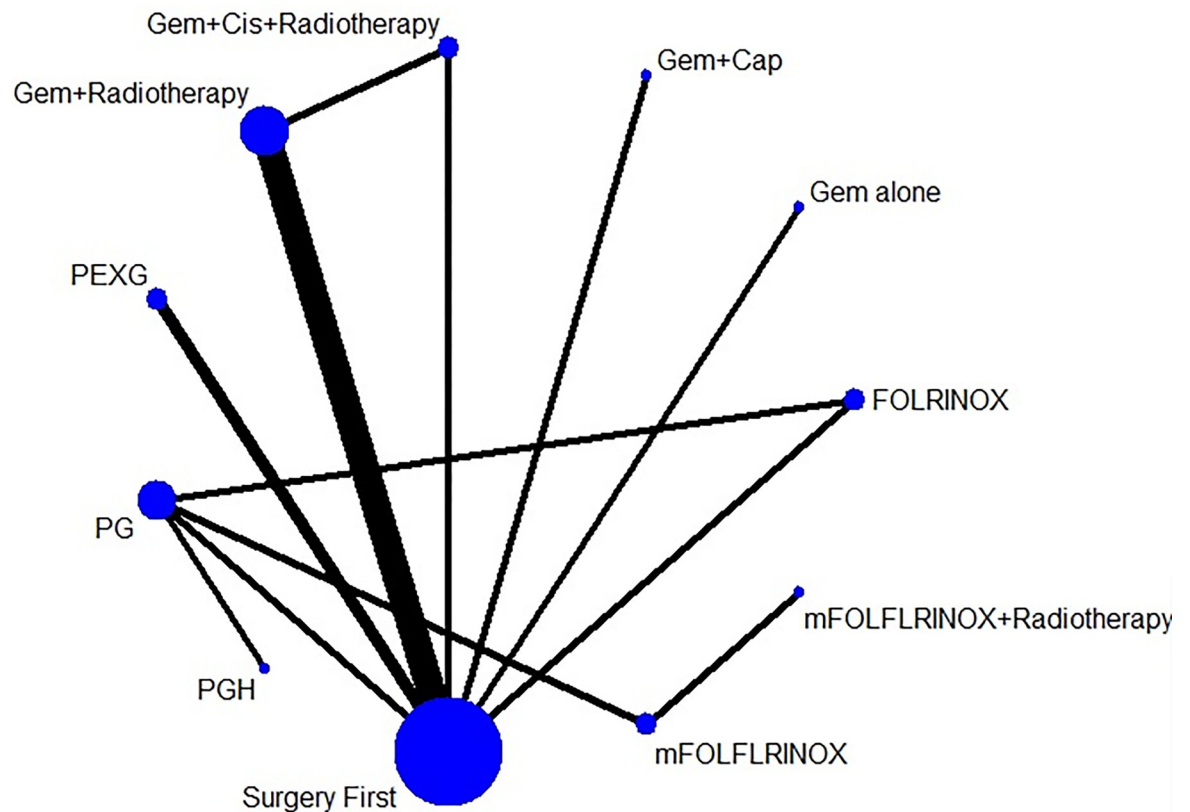 Gem+Cis+Radiotherapy
Gem+Cap
Gem+Radiotherapy
Gem alone
PEXG
FOLRINOX
PG
mFOLFLRINOX+Radiotherapy
PGH
mFOLFLRINOX
Surgery First